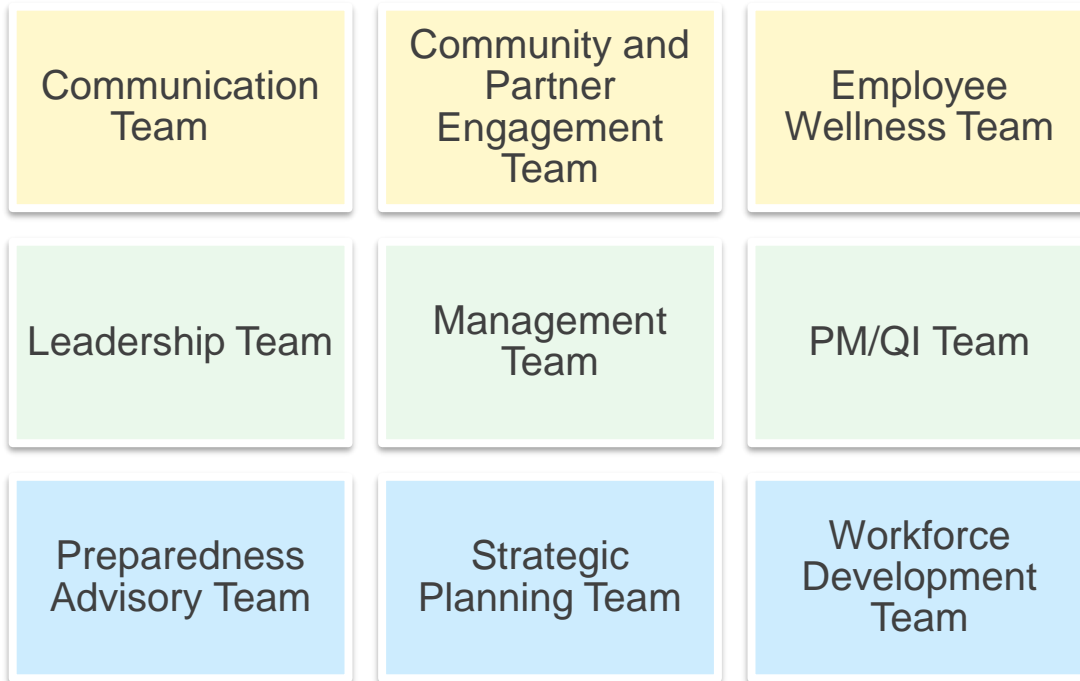 Communication
Team
Community and
Partner
Engagement
Team
Employee
Wellness Team
Leadership Team
Management
Team
PM/QI Team
Preparedness
Advisory Team
Strategic
Planning Team
Workforce
Development
Team